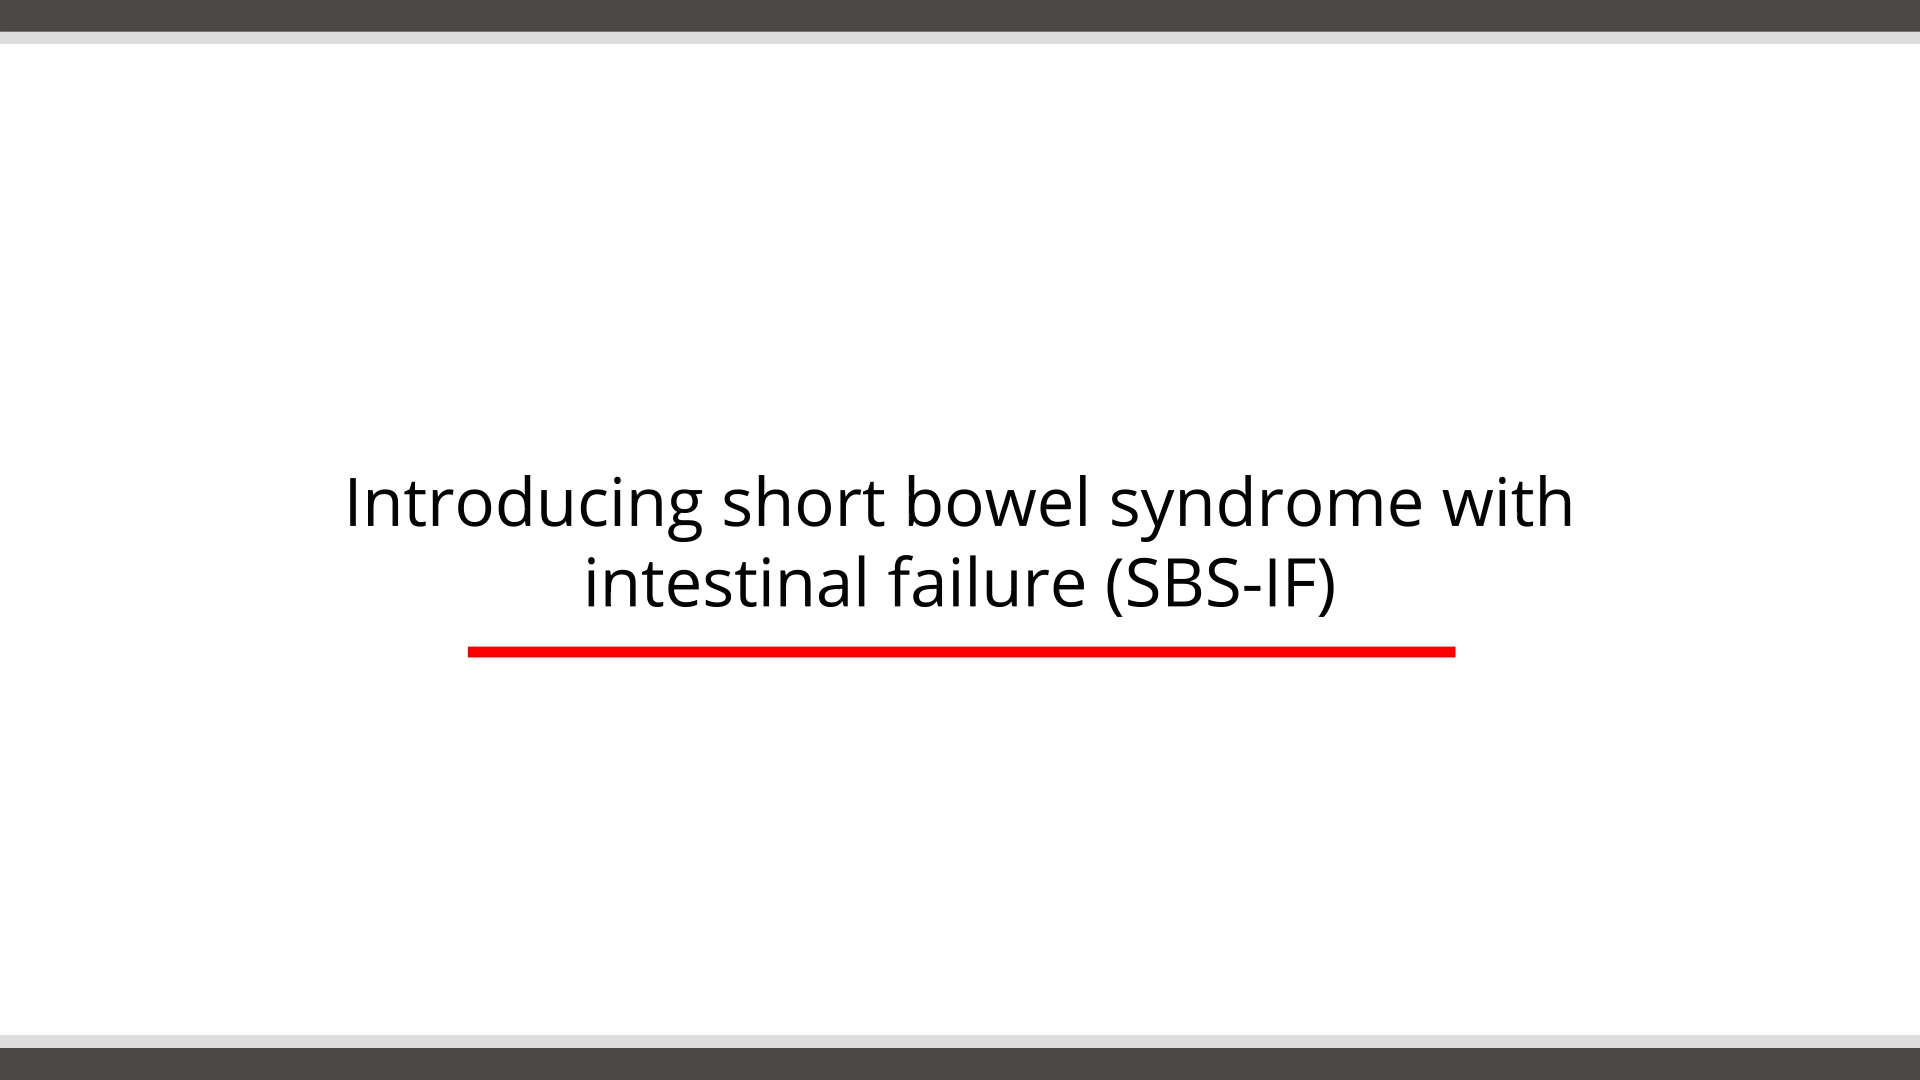 Introducing short bowel syndrome with
intestinal failure (SBS-IF)